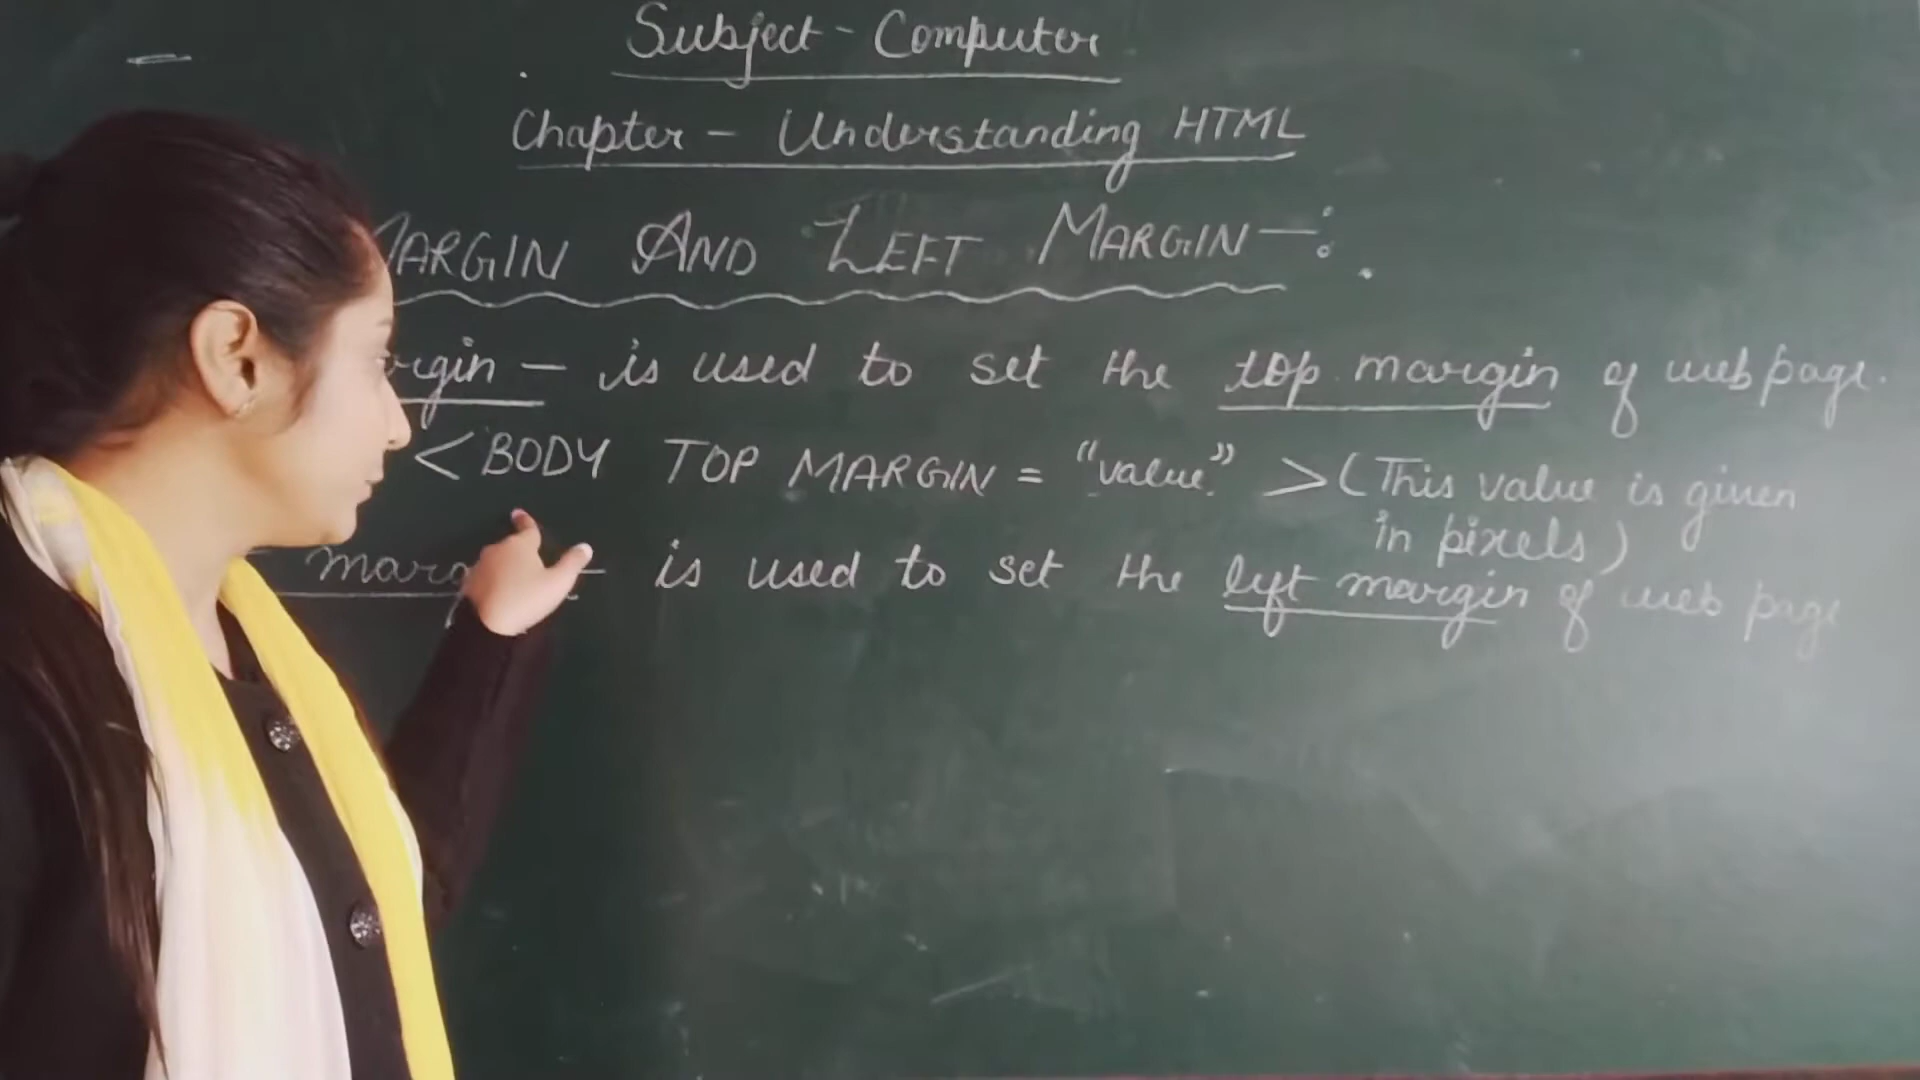 Subject - Computer
Chapter - Understanding HTML
MARGIN AND LEFT MARGIN -:
— is used to set the top margin of web page.
< BODY TOP MARGIN = "value" > (This value is given
in pixels)
— is used to set the left margin of web page